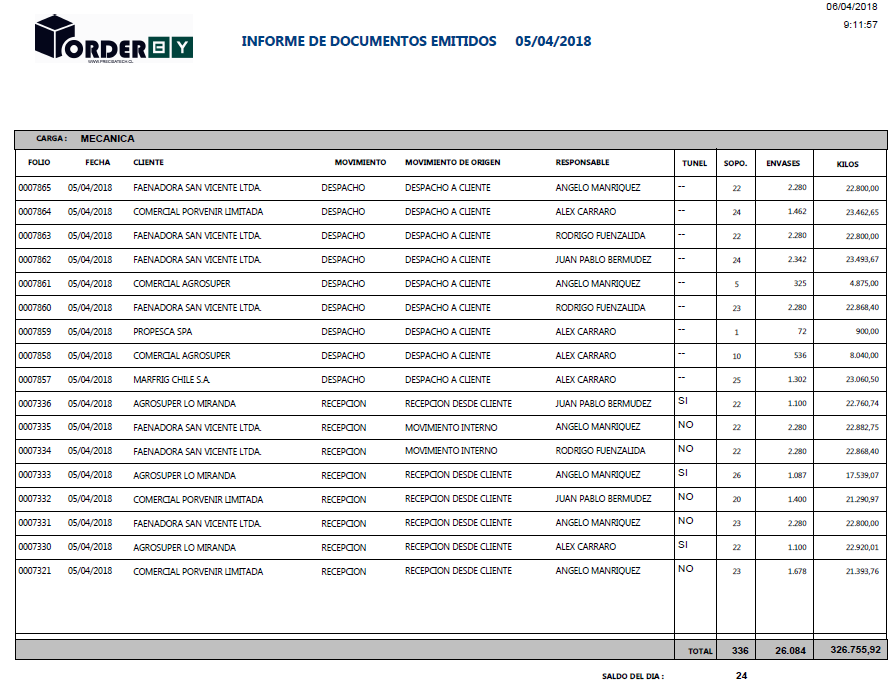 06/04/2018
9:11:57
ORDER BY
WWW.PRECISATECH.CL
INFORME DE DOCUMENTOS EMITIDOS 05/04/2018
CARGA : MECANICA
FOLIO FECHA CLIENTE MOVIMIENTO MOVIMIENTO DE ORIGEN RESPONSABLE TUNEL SOPO. ENVASES KILOS
0007865 05/04/2018 FAENADORA SAN VICENTE LTDA. DESPACHO DESPACHO A CLIENTE ANGELO MANRIQUEZ -- 22 2.280 22.800,00
0007864 05/04/2018 COMERCIAL PORVENIR LIMITADA DESPACHO DESPACHO A CLIENTE ALEX CARRARO -- 24 1.462 23.462,65
0007863 05/04/2018 FAENADORA SAN VICENTE LTDA. DESPACHO DESPACHO A CLIENTE RODRIGO FUENZALIDA -- 22 2.280 22.800,00
0007862 05/04/2018 FAENADORA SAN VICENTE LTDA. DESPACHO DESPACHO A CLIENTE JUAN PABLO BERMUDEZ -- 24 2.342 23.493,67
0007861 05/04/2018 COMERCIAL AGROSUPER DESPACHO DESPACHO A CLIENTE ANGELO MANRIQUEZ -- 5 325 4.875,00
0007860 05/04/2018 FAENADORA SAN VICENTE LTDA. DESPACHO DESPACHO A CLIENTE RODRIGO FUENZALIDA -- 23 2.280 22.868,40
0007859 05/04/2018 PROPESCA SPA DESPACHO DESPACHO A CLIENTE ALEX CARRARO -- 1 72 900,00
0007858 05/04/2018 COMERCIAL AGROSUPER DESPACHO DESPACHO A CLIENTE ALEX CARRARO -- 10 536 8.040,00
0007857 05/04/2018 MARFRIG CHILE S.A. DESPACHO DESPACHO A CLIENTE ALEX CARRARO -- 25 1.302 23.060,50
0007336 05/04/2018 AGROSUPER LO MIRANDA RECEPCION RECEPCION DESDE CLIENTE JUAN PABLO BERMUDEZ SI 22 1.100 22.760,74
0007335 05/04/2018 FAENADORA SAN VICENTE LTDA. RECEPCION MOVIMIENTO INTERNO ANGELO MANRIQUEZ NO 22 2.280 22.882,75
0007334 05/04/2018 FAENADORA SAN VICENTE LTDA. RECEPCION MOVIMIENTO INTERNO RODRIGO FUENZALIDA NO 22 2.280 22.868,40
0007333 05/04/2018 AGROSUPER LO MIRANDA RECEPCION RECEPCION DESDE CLIENTE ANGELO MANRIQUEZ SI 26 1.087 17.539,07
0007332 05/04/2018 COMERCIAL PORVENIR LIMITADA RECEPCION RECEPCION DESDE CLIENTE JUAN PABLO BERMUDEZ NO 20 1.400 21.290,97
0007331 05/04/2018 FAENADORA SAN VICENTE LTDA. RECEPCION RECEPCION DESDE CLIENTE ANGELO MANRIQUEZ NO 23 2.280 22.800,00
0007330 05/04/2018 AGROSUPER LO MIRANDA RECEPCION RECEPCION DESDE CLIENTE ALEX CARRARO SI 22 1.100 22.920,01
0007321 05/04/2018 COMERCIAL PORVENIR LIMITADA RECEPCION RECEPCION DESDE CLIENTE ANGELO MANRIQUEZ NO 23 1.678 21.393,76
TOTAL 336 26.084 326.755,92
SALDO DEL DIA : 24